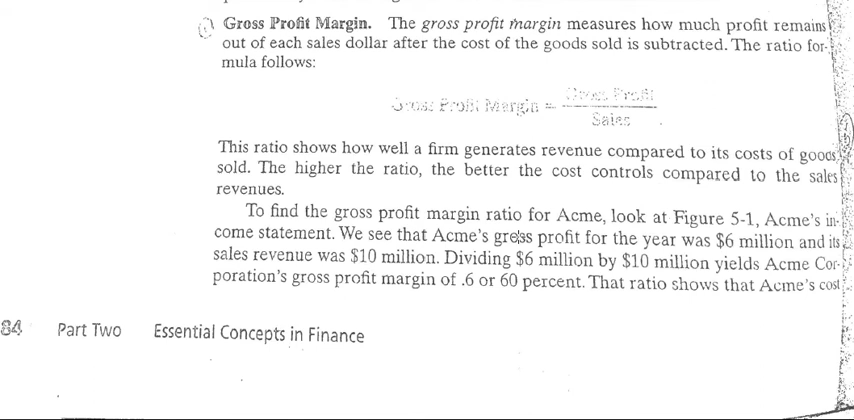 Gross Profit Margin. The gross profit margin measures how much profit remains
out of each sales dollar after the cost of the goods sold is subtracted. The ratio for-
mula follows:
Gross Profit Margin = Gross Profit
Sales
This ratio shows how well a firm generates revenue compared to its costs of goods
sold. The higher the ratio, the better the cost controls compared to the sales
revenues.
To find the gross profit margin ratio for Acme, look at Figure 5-1, Acme's in-
come statement. We see that Acme's gross profit for the year was $6 million and its
sales revenue was $10 million. Dividing $6 million by $10 million yields Acme Cor-
poration's gross profit margin of .6 or 60 percent. That ratio shows that Acme's cost
84 Part Two Essential Concepts in Finance